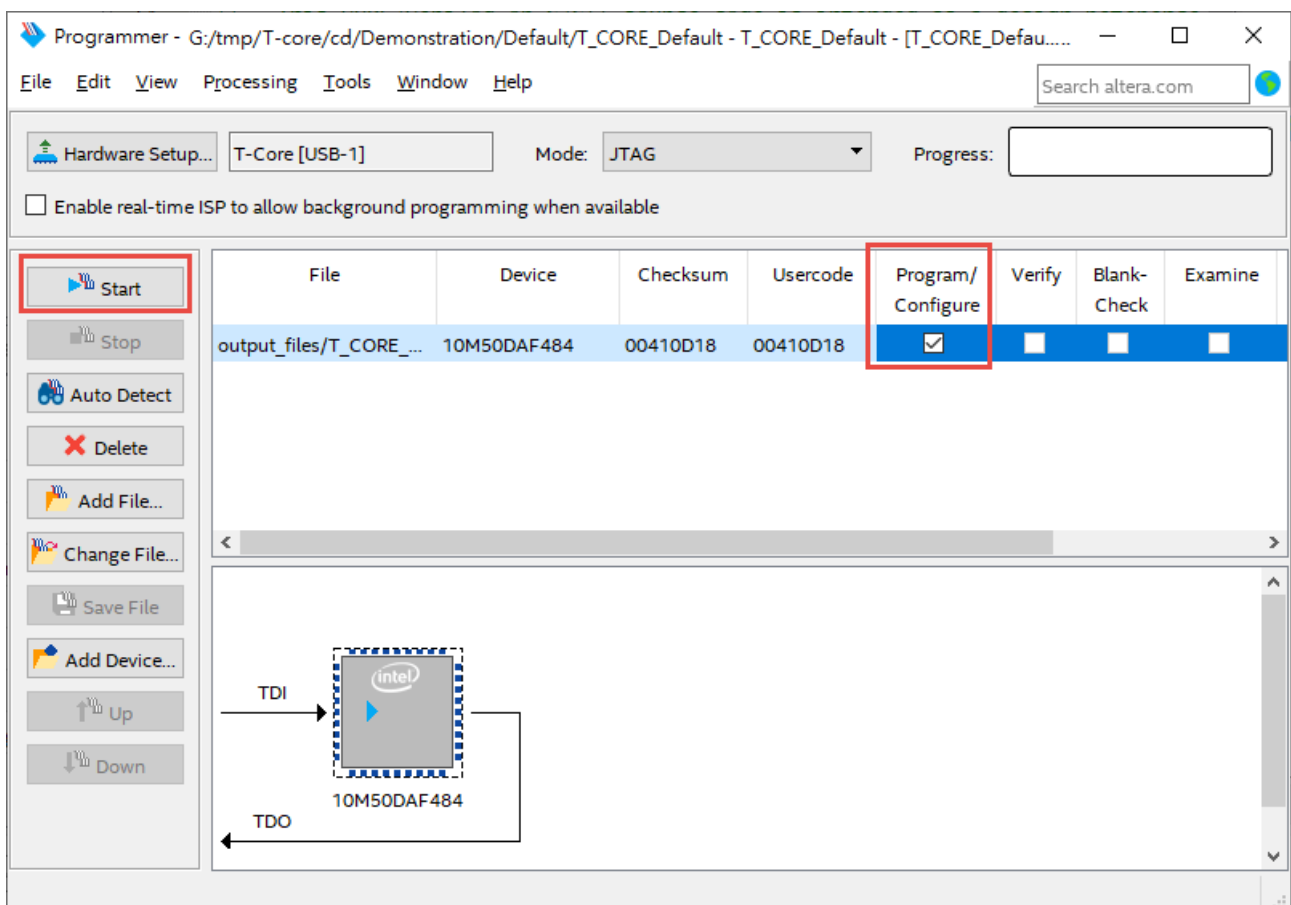 Programmer - G:/tmp/T-core/cd/Demonstration/Default/T_CORE_Default - T_CORE_Default - [T_CORE_Defau.....
File Edit View Processing Tools Window Help
Search altera.com
Hardware Setup... T-Core [USB-1] Mode: JTAG Progress:
Enable real-time ISP to allow background programming when available
Start
Stop
Auto Detect
Delete
Add File...
Change File...
Save File
Add Device...
Up
Down
File Device Checksum Usercode Program/ Verify Blank- Examine
Configure Check
output_files/T_CORE_... 10M50DAF484 00410D18 00410D18
intel
TDI
10M50DAF484
TDO